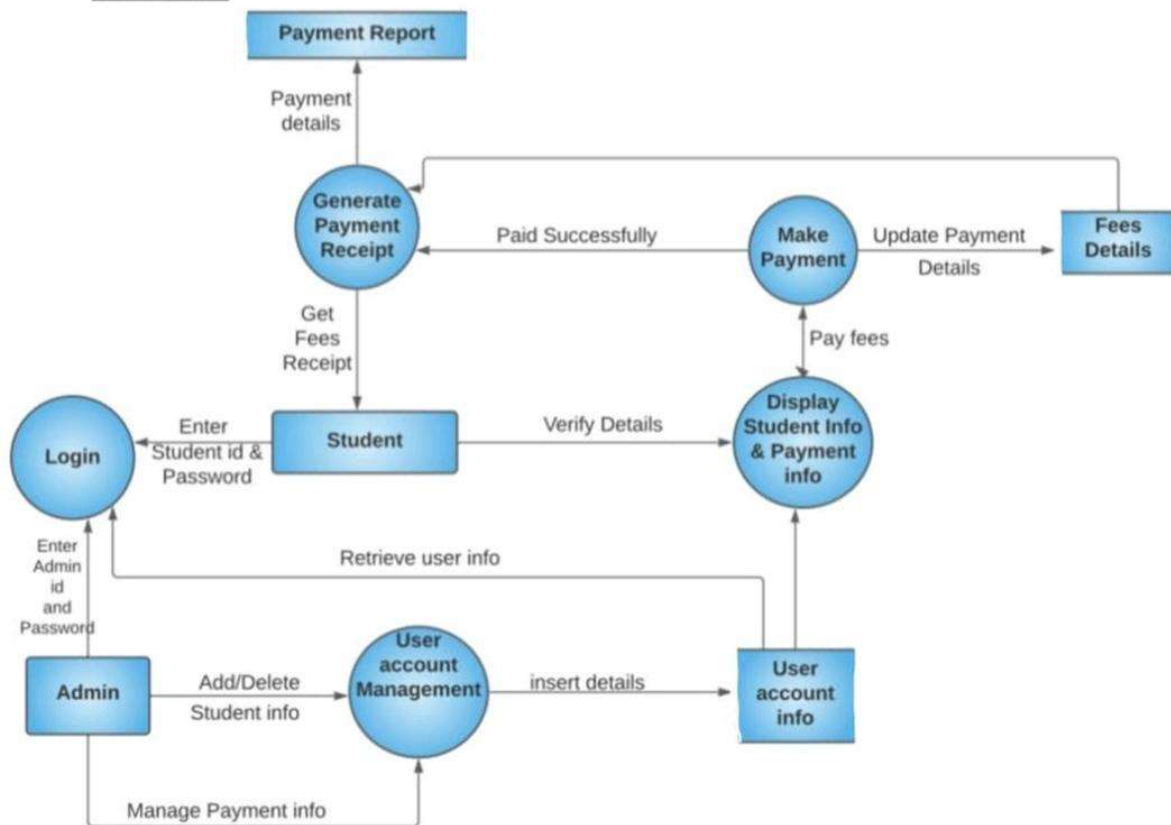 Payment Report
Payment
details
Generate
Payment
Receipt
Paid Successfully
Make
Payment
Update Payment
Details
Fees
Details
Get
Fees
Receipt
Pay fees
Login
Enter
Student id &
Password
Student
Verify Details
Display
Student Info
& Payment
info
Enter
Admin
id
and
Password
Retrieve user info
Admin
Add/Delete
Student info
User
account
Management
insert details
User
account
info
Manage Payment info